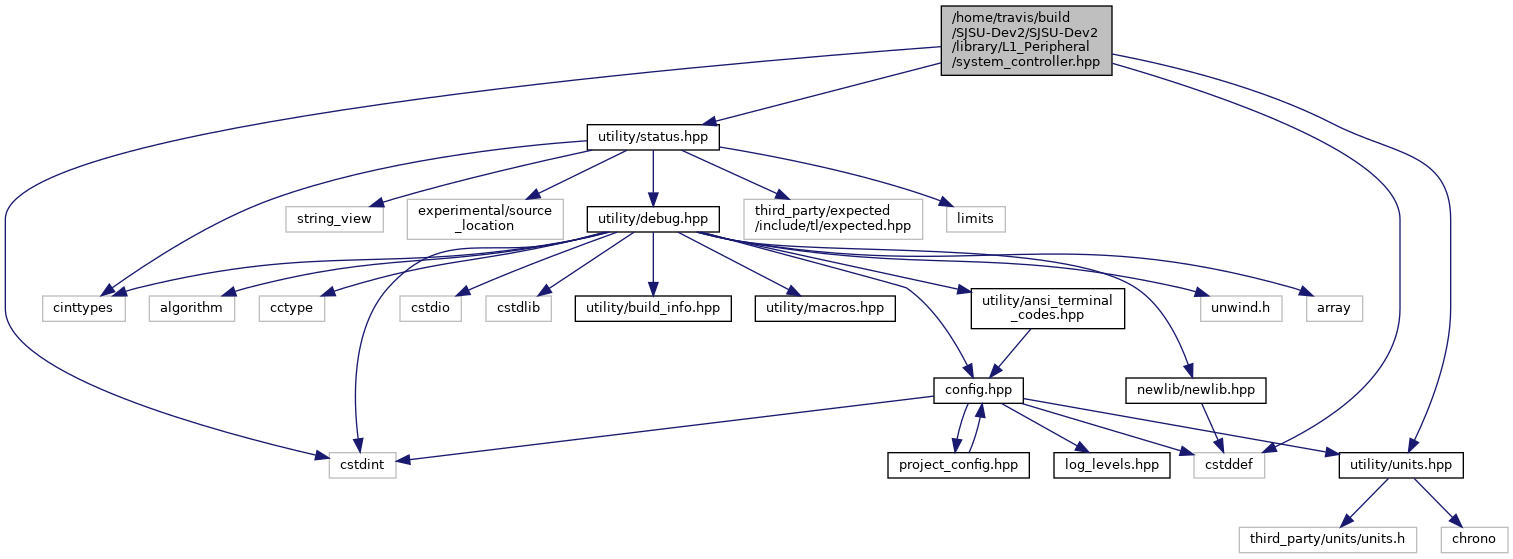 /home/travis/build
/SJSU-Dev2/SJSU-Dev2
/library/L1_Peripheral
/system_controller.hpp
utility/status.hpp
string_view
experimental/source
_location
utility/debug.hpp
third_party/expected
/include/tl/expected.hpp
limits
cinttypes
algorithm
cctype
cstdio
cstdlib
utility/build_info.hpp
utility/macros.hpp
utility/ansi_terminal
_codes.hpp
unwind.h
array
config.hpp
newlib/newlib.hpp
cstdint
project_config.hpp
log_levels.hpp
cstddef
utility/units.hpp
third_party/units/units.h
chrono